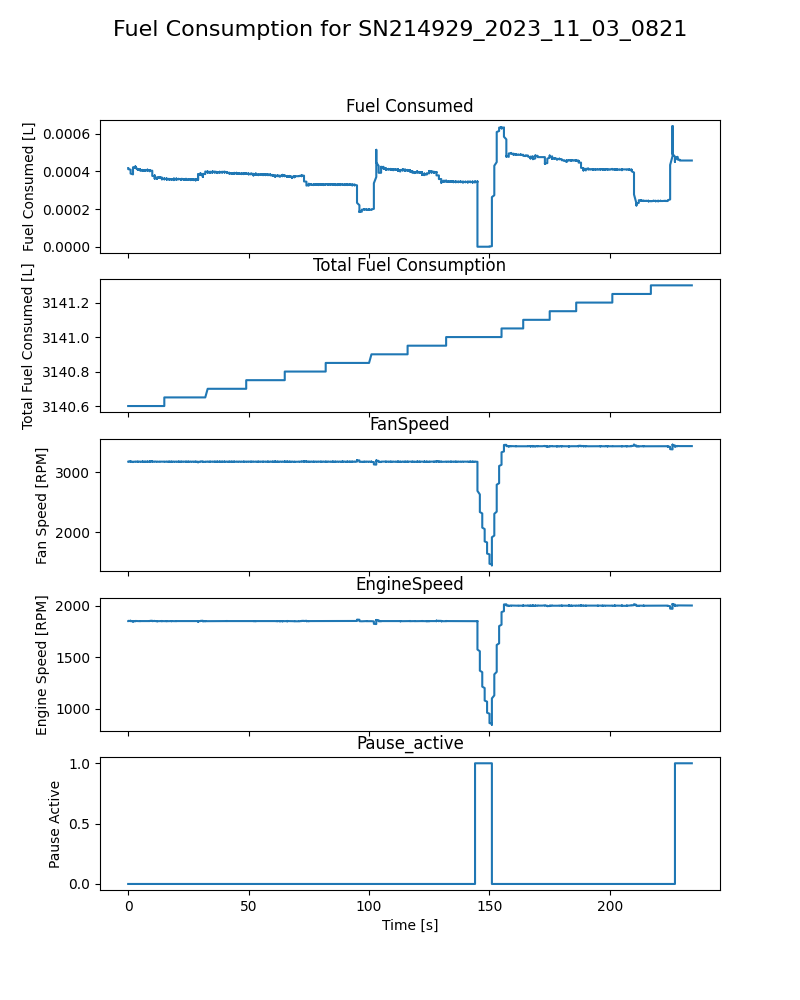 Fuel Consumption for SN214929_2023_11_03_0821
Fuel Consumed
Fuel Consumed [L]
0.0006
0.0004
0.0002
0.0000
Total Fuel Consumption
Total Fuel Consumed [L]
3141.2
3141.0
3140.8
3140.6
FanSpeed
Fan Speed [RPM]
3000
2000
EngineSpeed
Engine Speed [RPM]
2000
1500
1000
Pause_active
Pause Active
1.0
0.5
0.0
0 50 100 150 200
Time [s]